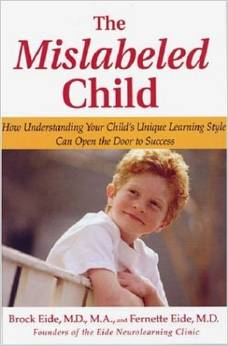 The
Mislabeled
Child
How Understanding Your Child's Unique Learning Style
Can Open the Door to Success
Brock Eide, M.D., M.A., and Fernette Eide, M.D.
Founders of the Eide Neurolearning Clinic